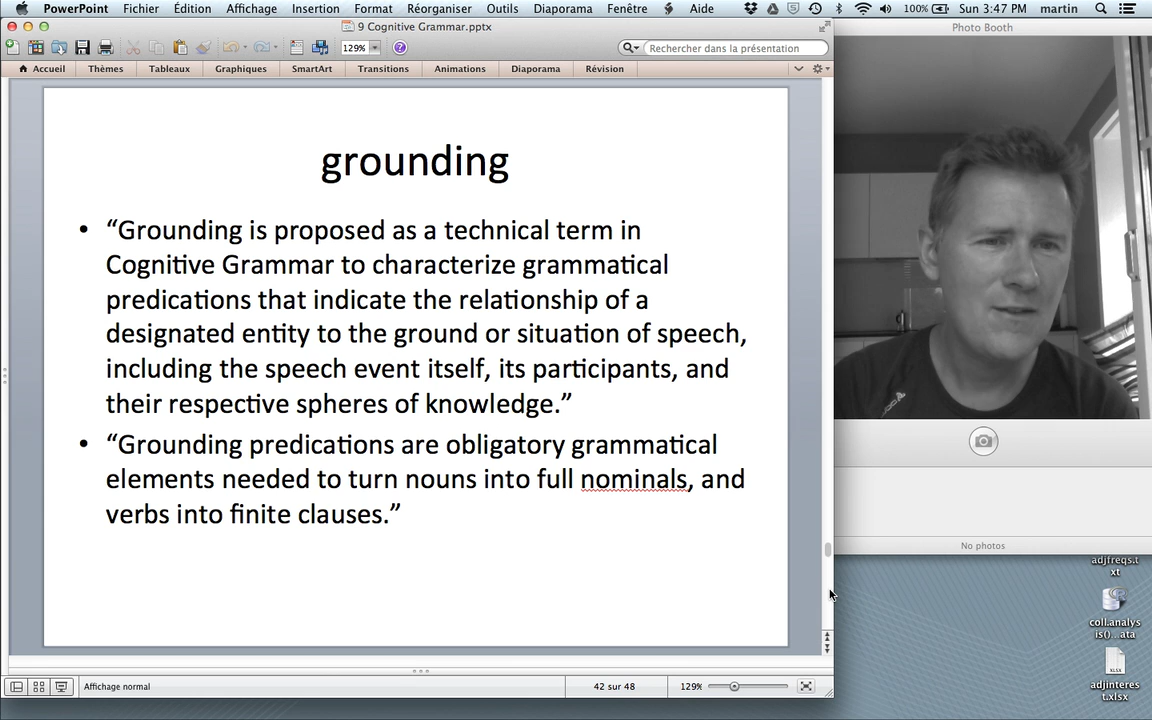 PowerPoint Fichier Édition Affichage Insertion Format Réorganiser Outils Diaporama Fenêtre Aide 100% Sun 3:47 PM martin
9 Cognitive Grammar.pptx
Photo Booth
129% Rechercher dans la présentation
Accueil Thèmes Tableaux Graphiques SmartArt Transitions Animations Diaporama Révision
grounding
• “Grounding is proposed as a technical term in
Cognitive Grammar to characterize grammatical
predications that indicate the relationship of a
designated entity to the ground or situation of speech,
including the speech event itself, its participants, and
their respective spheres of knowledge.”
• “Grounding predications are obligatory grammatical
elements needed to turn nouns into full nominals, and
verbs into finite clauses.”
No photos
adjfreqs.t
xt
coll.analy
sis()...ata
adjinteres
t.xlsx
Affichage normal 42 sur 48 129%